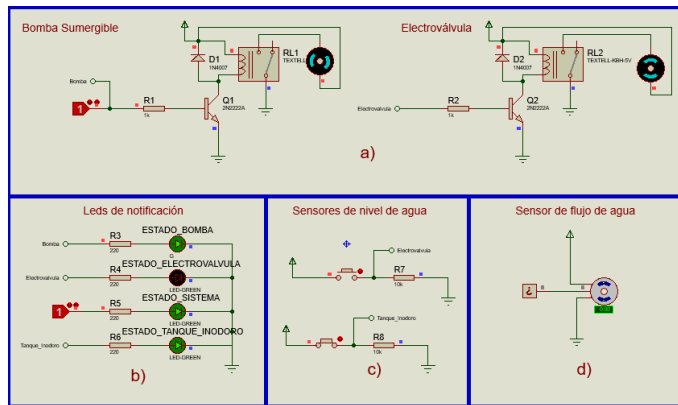 Bomba Sumergible
Electroválvula
D1
1N4007
RL1
TEXTELL
D2
1N4007
RL2
TEXTELL-KBH-5V
Bomba
1
R1
1k
Q1
2N2222A
Electrovalvula
R2
1k
Q2
2N2222A
a)
Leds de notificación
Bomba
R3
220
ESTADO_BOMBA
G
Electrovalvula
R4
220
ESTADO_ELECTROVALVULA
LED-GREEN
1
R5
220
ESTADO_SISTEMA
LED-GREEN
Tanque_Inodoro
R6
220
ESTADO_TANQUE_INODORO
LED-GREEN
b)
Sensores de nivel de agua
Electrovalvula
R7
10k
Tanque_Inodoro
R8
10k
c)
Sensor de flujo de agua
¿
d)